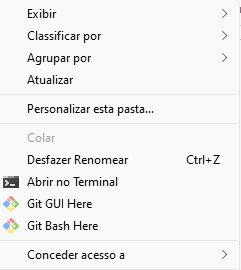 Exibir
Classificar por
Agrupar por
Atualizar
Personalizar esta pasta...
Colar
Desfazer Renomear Ctrl+Z
Abrir no Terminal
Git GUI Here
Git Bash Here
Conceder acesso a